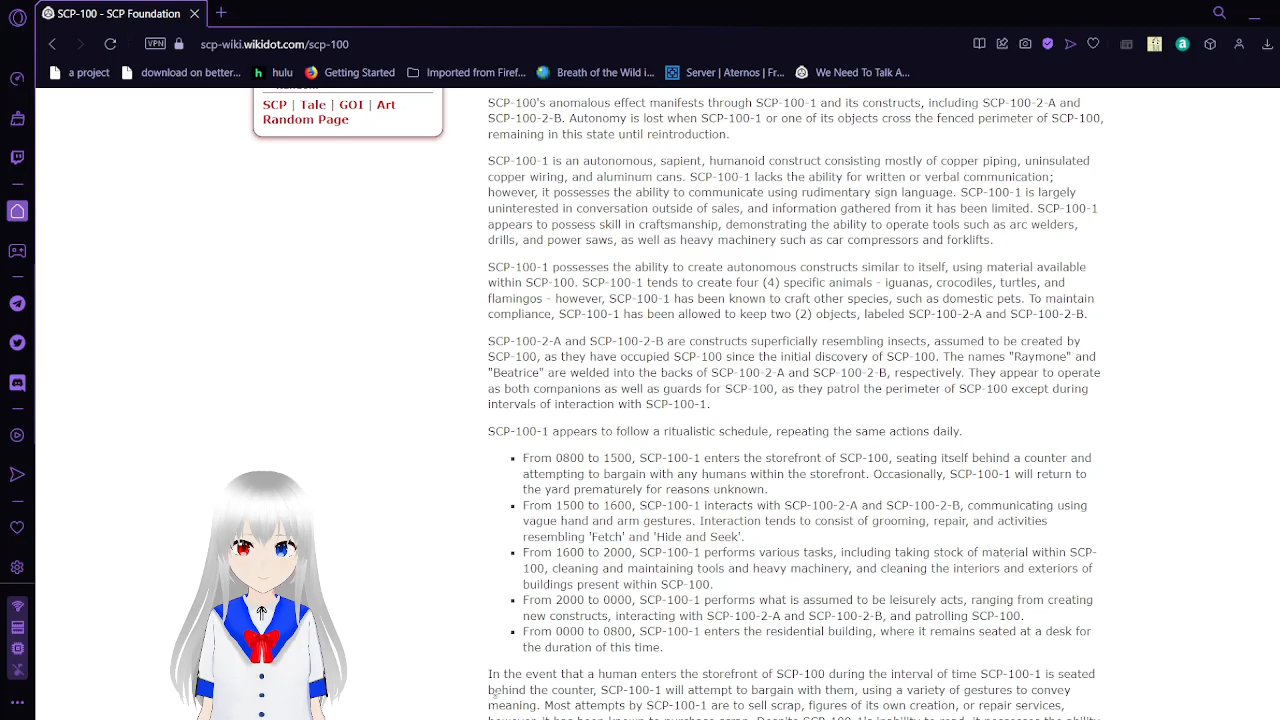 SCP-100 - SCP Foundation
VPN
scp-wiki.wikidot.com/scp-100
a project
download on better...
hulu
Getting Started
Imported from Firef...
Breath of the Wild i...
Server | Aternos | Fr...
We Need To Talk A...
SCP | Tale | GOI | Art
Random Page
SCP-100's anomalous effect manifests through SCP-100-1 and its constructs, including SCP-100-2-A and
SCP-100-2-B. Autonomy is lost when SCP-100-1 or one of its objects cross the fenced perimeter of SCP-100,
remaining in this state until reintroduction.
SCP-100-1 is an autonomous, sapient, humanoid construct consisting mostly of copper piping, uninsulated
copper wiring, and aluminum cans. SCP-100-1 lacks the ability for written or verbal communication;
however, it possesses the ability to communicate using rudimentary sign language. SCP-100-1 is largely
uninterested in conversation outside of sales, and information gathered from it has been limited. SCP-100-1
appears to possess skill in craftsmanship, demonstrating the ability to operate tools such as arc welders,
drills, and power saws, as well as heavy machinery such as car compressors and forklifts.
SCP-100-1 possesses the ability to create autonomous constructs similar to itself, using material available
within SCP-100. SCP-100-1 tends to create four (4) specific animals - iguanas, crocodiles, turtles, and
flamingos - however, SCP-100-1 has been known to craft other species, such as domestic pets. To maintain
compliance, SCP-100-1 has been allowed to keep two (2) objects, labeled SCP-100-2-A and SCP-100-2-B.
SCP-100-2-A and SCP-100-2-B are constructs superficially resembling insects, assumed to be created by
SCP-100, as they have occupied SCP-100 since the initial discovery of SCP-100. The names "Raymone" and
"Beatrice" are welded into the backs of SCP-100-2-A and SCP-100-2-B, respectively. They appear to operate
as both companions as well as guards for SCP-100, as they patrol the perimeter of SCP-100 except during
intervals of interaction with SCP-100-1.
SCP-100-1 appears to follow a ritualistic schedule, repeating the same actions daily.
From 0800 to 1500, SCP-100-1 enters the storefront of SCP-100, seating itself behind a counter and
attempting to bargain with any humans within the storefront. Occasionally, SCP-100-1 will return to
the yard prematurely for reasons unknown.
From 1500 to 1600, SCP-100-1 interacts with SCP-100-2-A and SCP-100-2-B, communicating using
vague hand and arm gestures. Interaction tends to consist of grooming, repair, and activities
resembling 'Fetch' and 'Hide and Seek'.
From 1600 to 2000, SCP-100-1 performs various tasks, including taking stock of material within SCP-
100, cleaning and maintaining tools and heavy machinery, and cleaning the interiors and exteriors of
buildings present within SCP-100.
From 2000 to 0000, SCP-100-1 performs what is assumed to be leisurely acts, ranging from creating
new constructs, interacting with SCP-100-2-A and SCP-100-2-B, and patrolling SCP-100.
From 0000 to 0800, SCP-100-1 enters the residential building, where it remains seated at a desk for
the duration of this time.
In the event that a human enters the storefront of SCP-100 during the interval of time SCP-100-1 is seated
behind the counter, SCP-100-1 will attempt to bargain with them, using a variety of gestures to convey
meaning. Most attempts by SCP-100-1 are to sell scrap, figures of its own creation, or repair services,